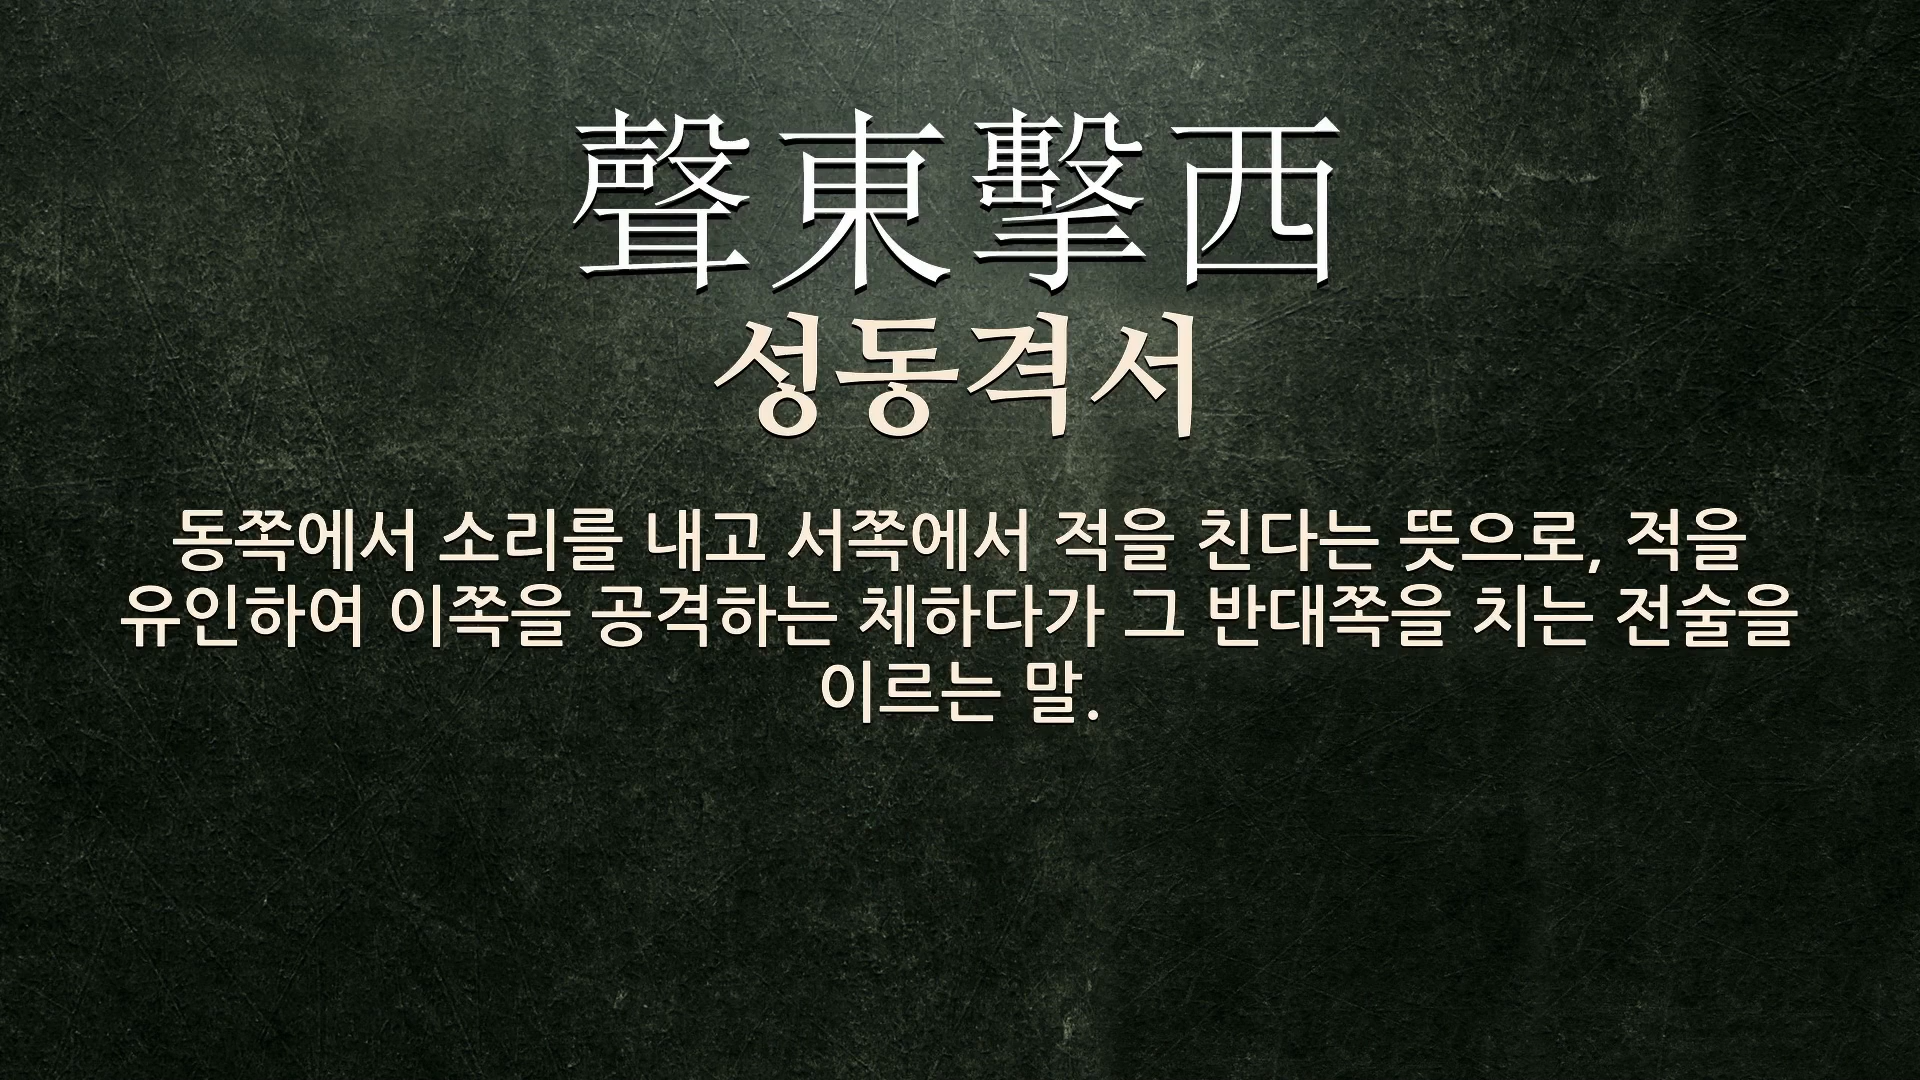 聲東擊西
성동격서
동쪽에서 소리를 내고 서쪽에서 적을 친다는 뜻으로, 적을
유인하여 이쪽을 공격하는 체하다가 그 반대쪽을 치는 전술을
이르는 말.